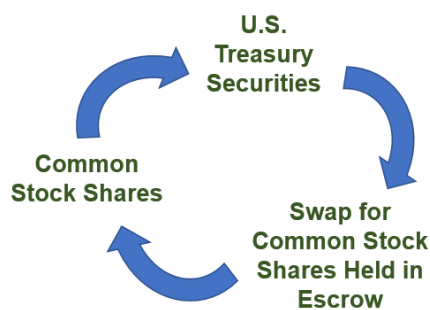 U.S.
Treasury
Securities
Common
Stock Shares
Swap for
Common Stock
Shares Held in
Escrow